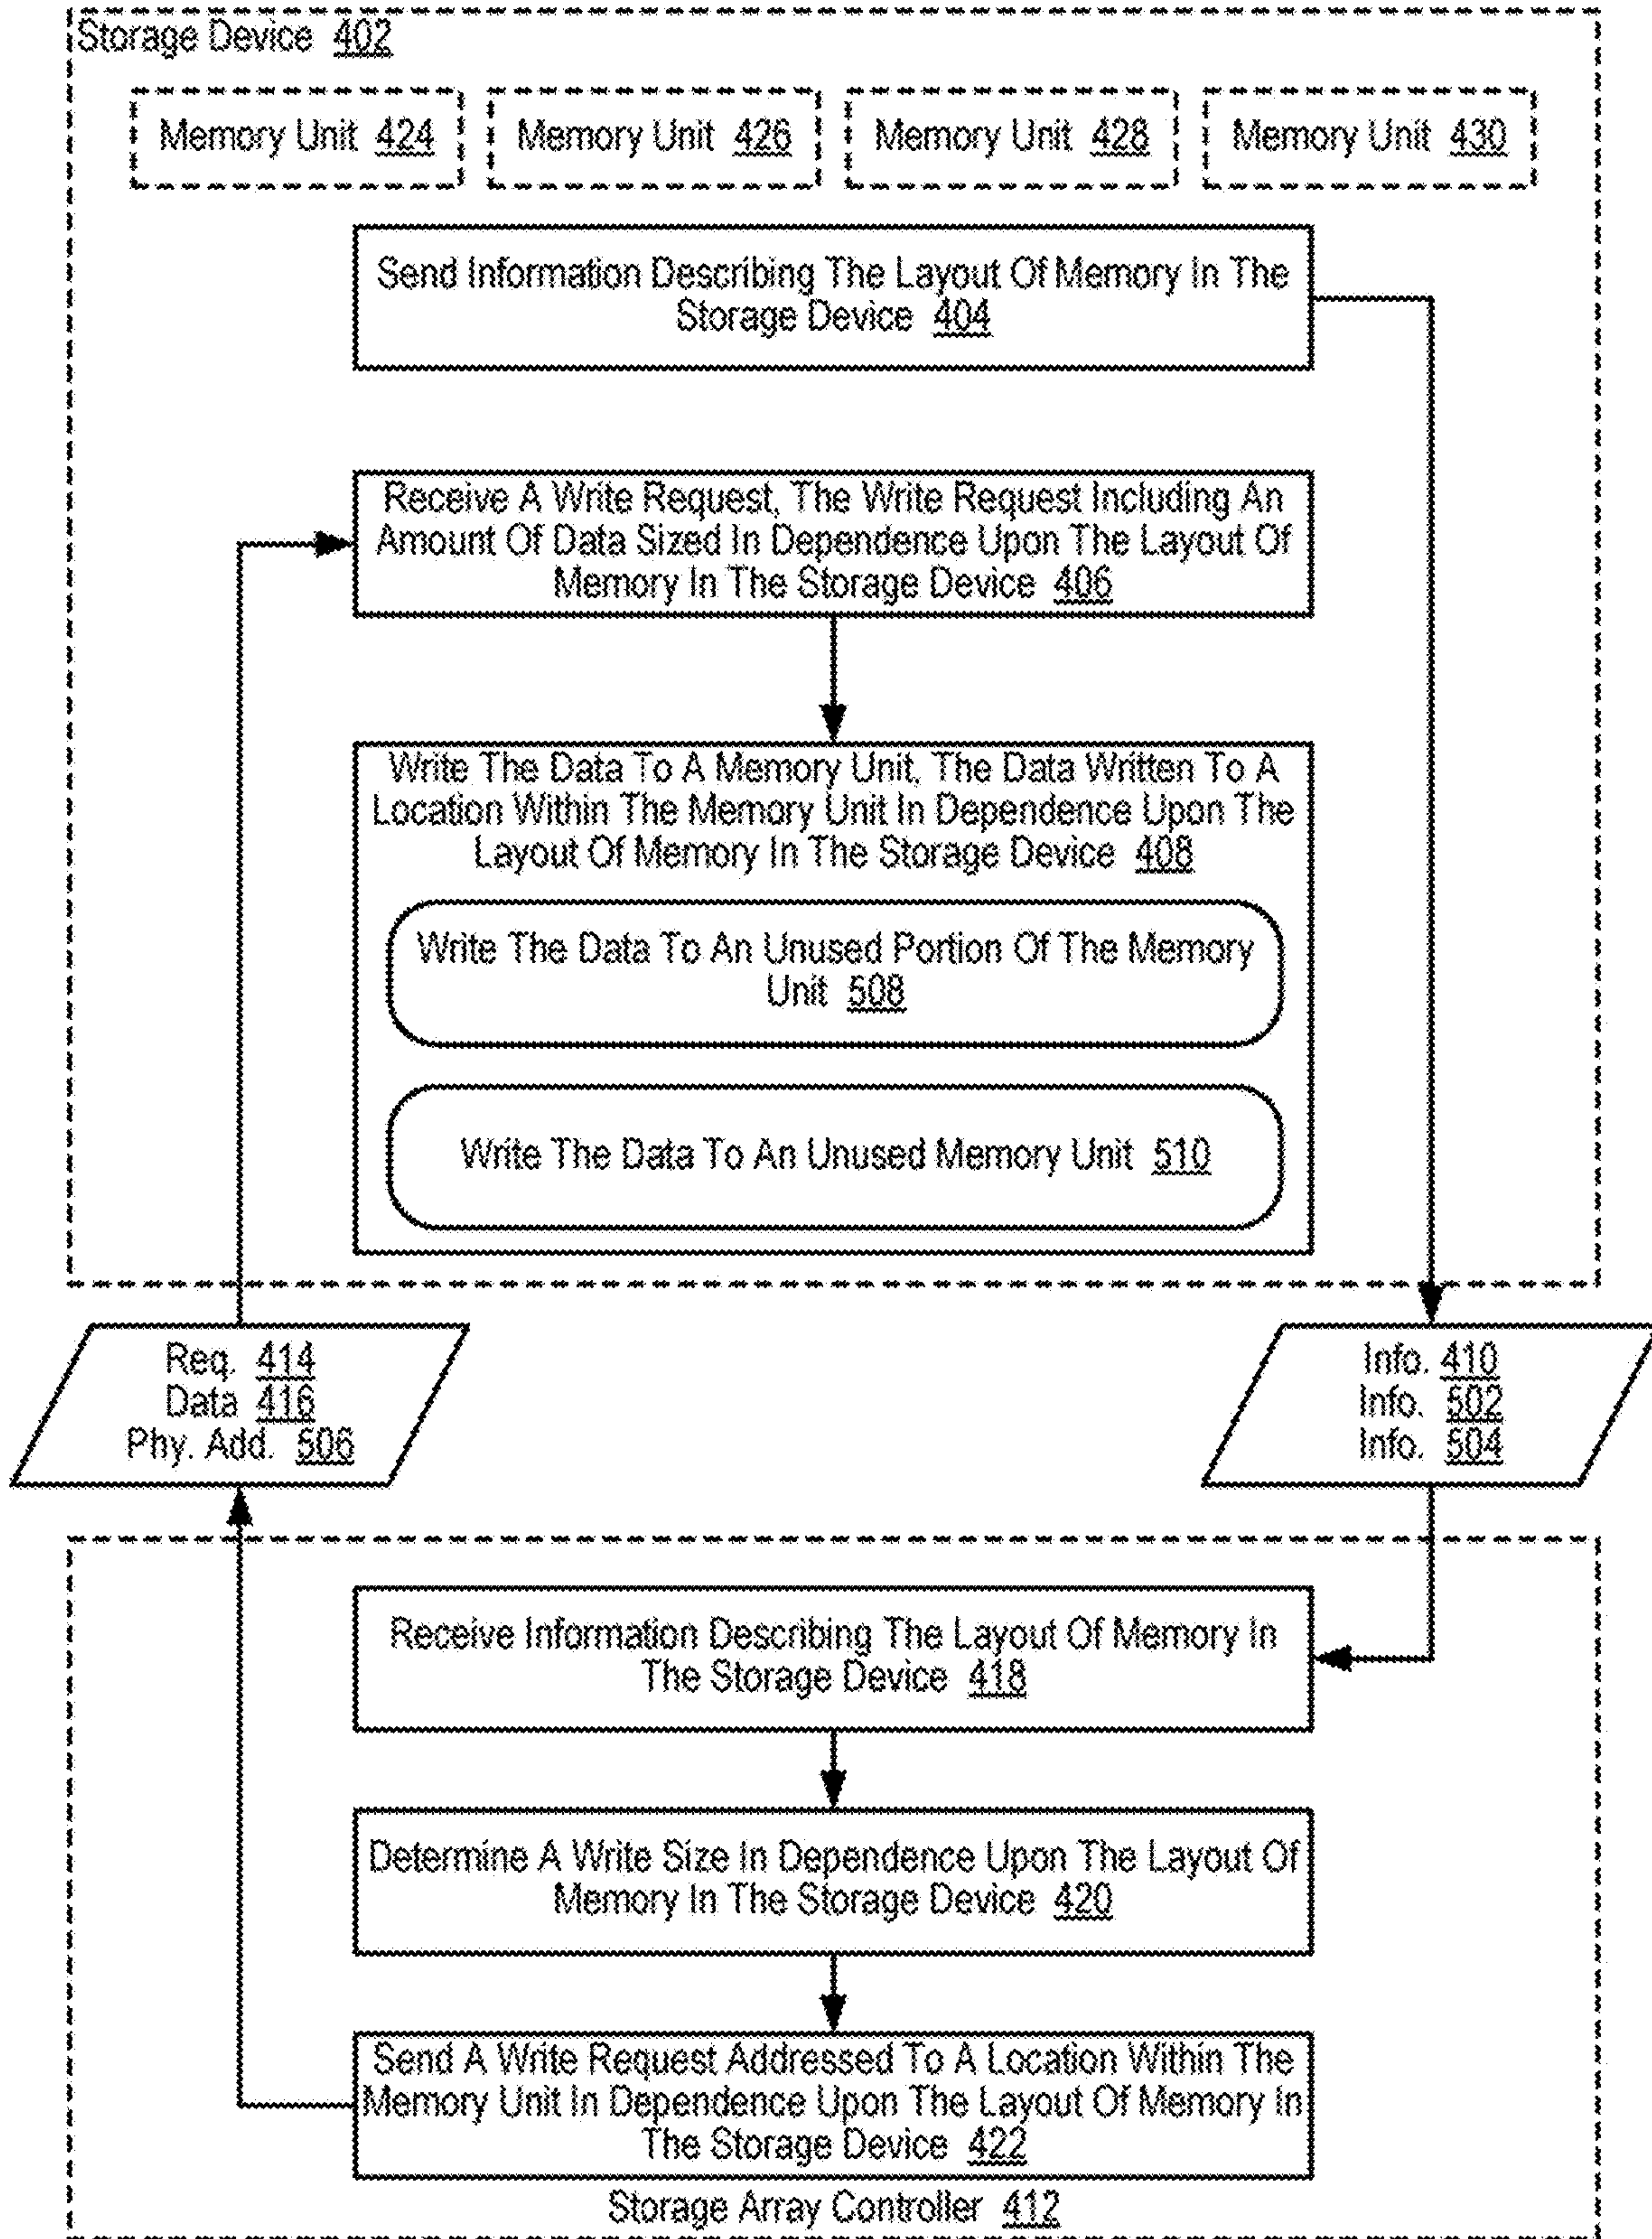 Storage Device 402
Memory Unit 424
Memory Unit 426
Memory Unit 428
Memory Unit 430
Send Information Describing The Layout Of Memory In The
Storage Device 404
Receive A Write Request, The Write Request Including An
Amount Of Data Sized In Dependence Upon The Layout Of
Memory In The Storage Device 406
Write The Data To A Memory Unit, The Data Written To A
Location Within The Memory Unit In Dependence Upon The
Layout Of Memory In The Storage Device 408
Write The Data To An Unused Portion Of The Memory
Unit 508
Write The Data To An Unused Memory Unit 510
Req. 414
Data 416
Phy. Add. 506
Info. 410
Info. 502
Info. 504
Receive Information Describing The Layout Of Memory In
The Storage Device 418
Determine A Write Size In Dependence Upon The Layout Of
Memory In The Storage Device 420
Send A Write Request Addressed To A Location Within The
Memory Unit In Dependence Upon The Layout Of Memory In
The Storage Device 422
Storage Array Controller 412